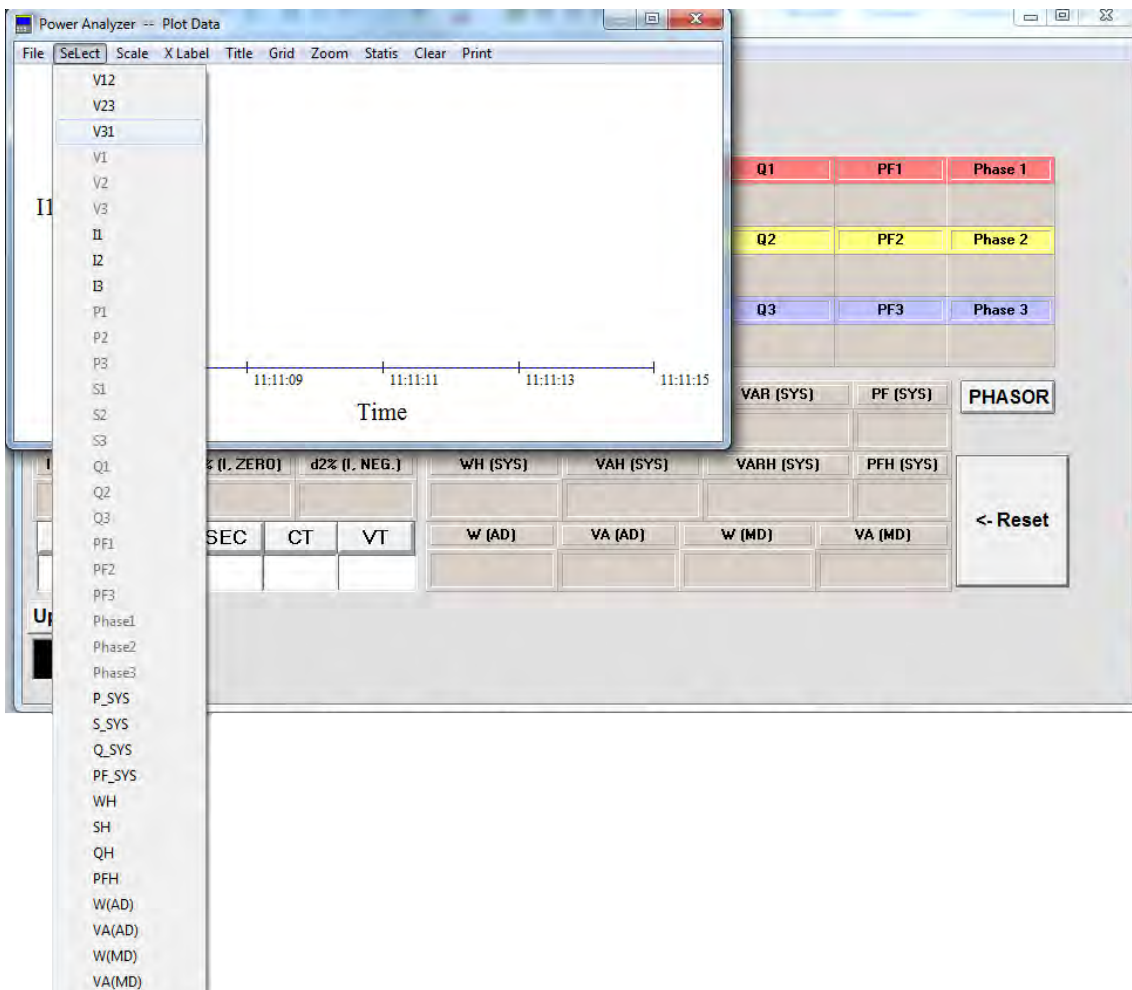 Power Analyzer -- Plot Data
File SeLect Scale X Label Title Grid Zoom Statis Clear Print
V12
V23
V31
V1
V2
V3
I1
I2
I3
P1
P2
P3
S1
S2
S3
Q1
Q2
Q3
PF1
PF2
PF3
Phase1
Phase2
Phase3
P_SYS
S_SYS
Q_SYS
PF_SYS
WH
SH
QH
PFH
W(AD)
VA(AD)
W(MD)
VA(MD)
I1
11:11:09 11:11:11 11:11:13 11:11:15
Time
Q1 PF1 Phase 1
Q2 PF2 Phase 2
Q3 PF3 Phase 3
VAR (SYS) PF (SYS) PHASOR
(I, ZERO) d2% (I, NEG.) WH (SYS) VAH (SYS) VARH (SYS) PFH (SYS)
<- Reset
SEC CT VT W (AD) VA (AD) W (MD) VA (MD)